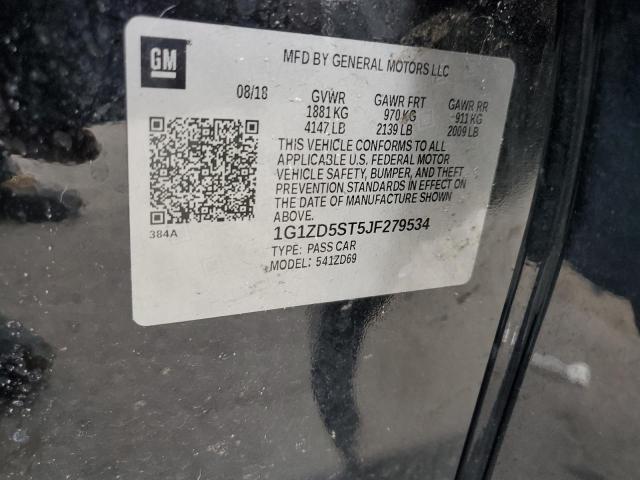 GM
MFD BY GENERAL MOTORS LLC
08/18 GVWR GAWR FRT GAWR RR
1881 KG 970 KG 911 KG
4147 LB 2139 LB 2009 LB
THIS VEHICLE CONFORMS TO ALL
APPLICABLE U.S. FEDERAL MOTOR
VEHICLE SAFETY, BUMPER, AND THEFT
PREVENTION STANDARDS IN EFFECT ON
THE DATE OF MANUFACTURE SHOWN
ABOVE.
384A
1G1ZD5ST5JF279534
TYPE: PASS CAR
MODEL: 541ZD69